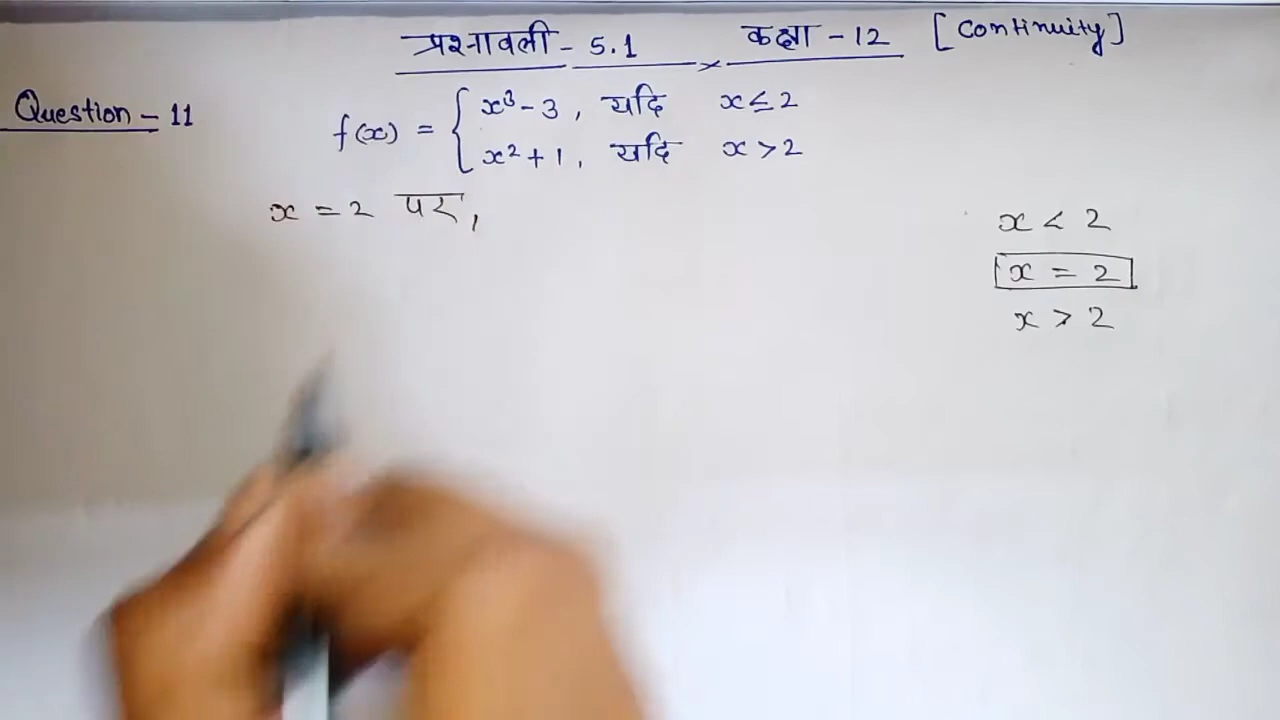 प्रश्नावली - 5.1 × कक्षा - 12 [Continuity]
Question - 11
f(x) = { x³ - 3, यदि x ≤ 2
x² + 1, यदि x > 2
x = 2 पर,
x < 2
x = 2
x > 2